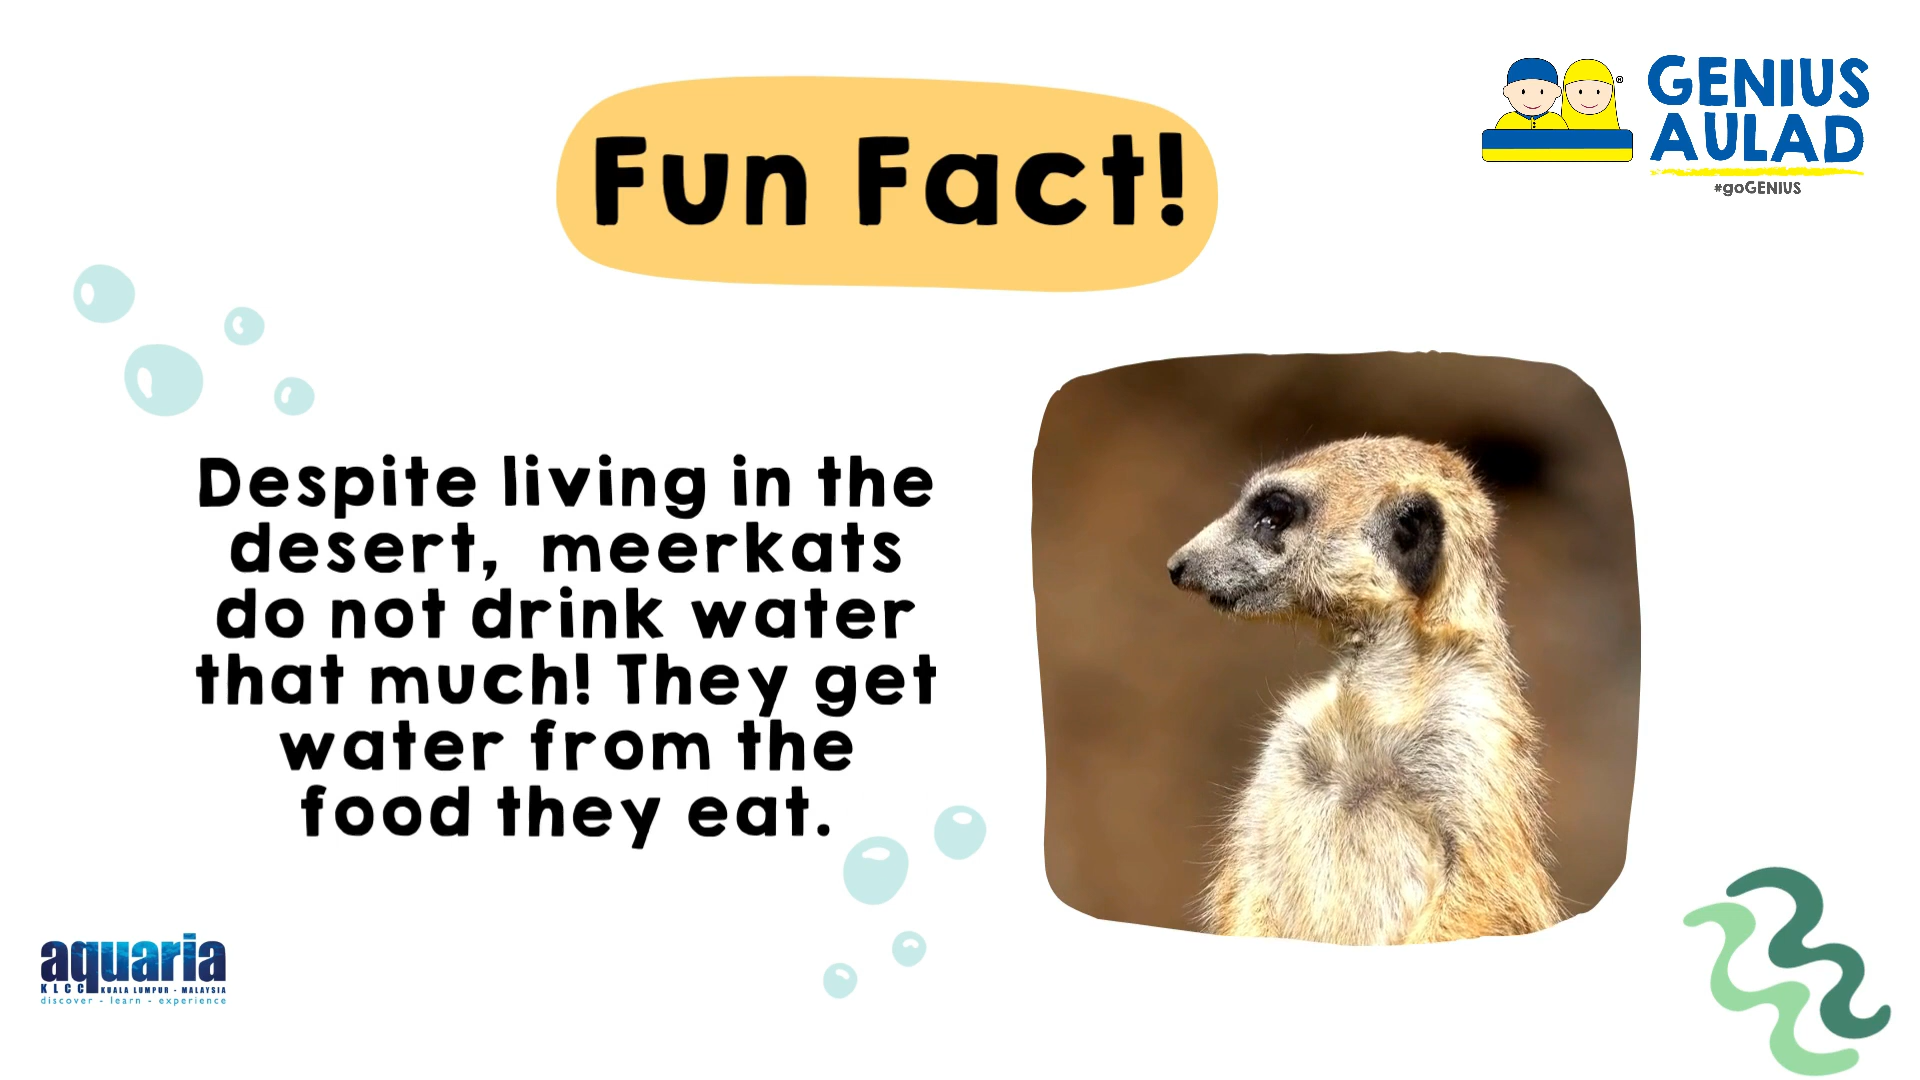 Fun Fact!
GENIUS
AULAD
#goGENIUS
®
Despite living in the
desert, meerkats
do not drink water
that much! They get
water from the
food they eat.
aquaria
KLCC KUALA LUMPUR - MALAYSIA
discover - learn - experience